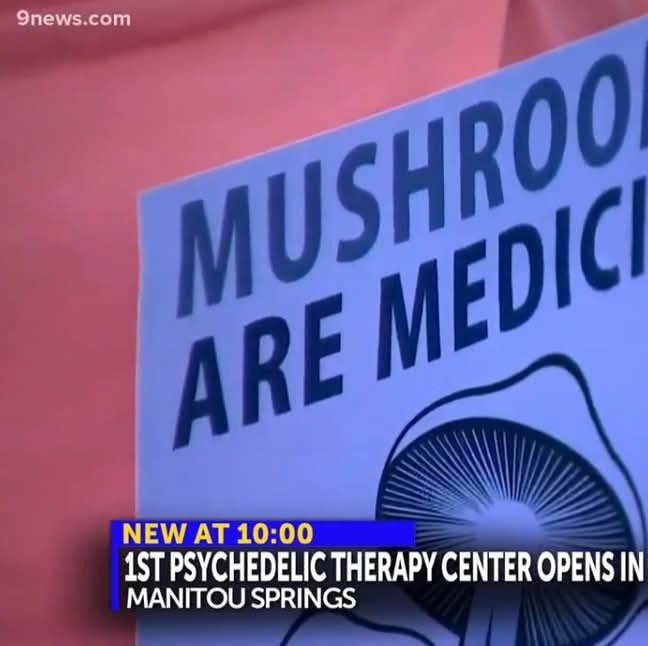 9news.com
MUSHROO
ARE MEDICI
NEW AT 10:00
1ST PSYCHEDELIC THERAPY CENTER OPENS IN
MANITOU SPRINGS